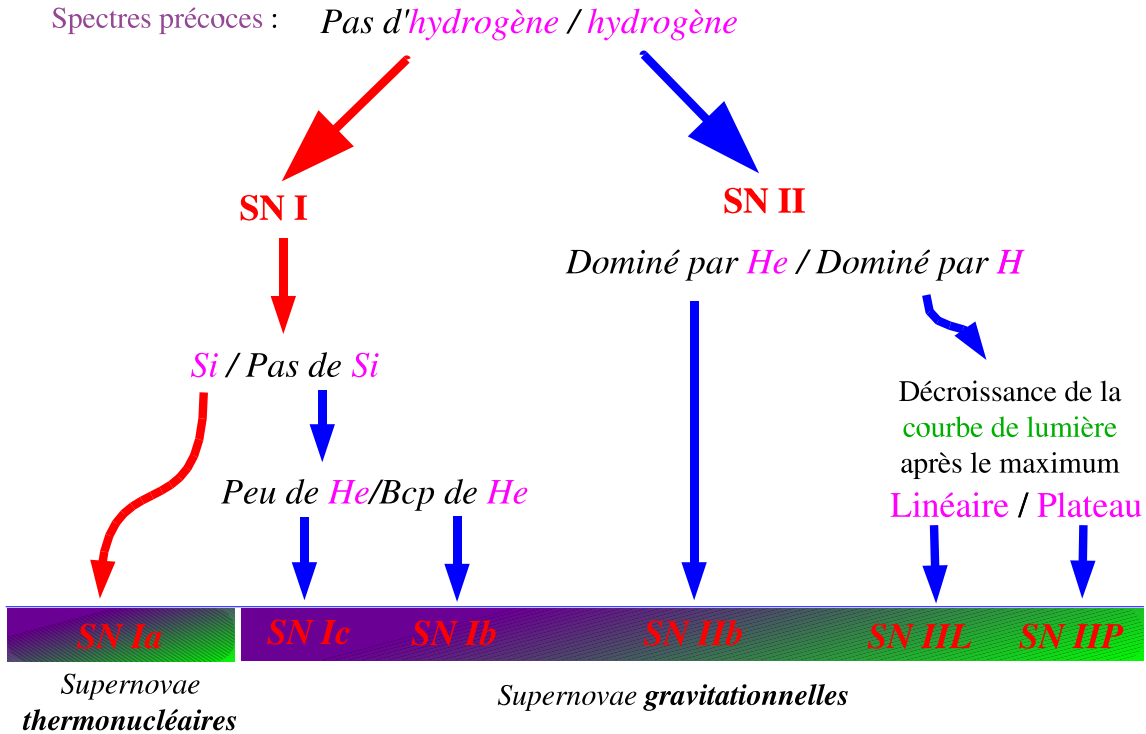 Spectres précoces : Pas d'hydrogène / hydrogène
SN I
SN II
Dominé par He / Dominé par H
Si / Pas de Si
Décroissance de la
courbe de lumière
après le maximum
Linéaire / Plateau
Peu de He/Bcp de He
SN Ia
SN Ic
SN Ib
SN IIb
SN IIL
SN IIP
Supernovae
thermonucléaires
Supernovae gravitationnelles